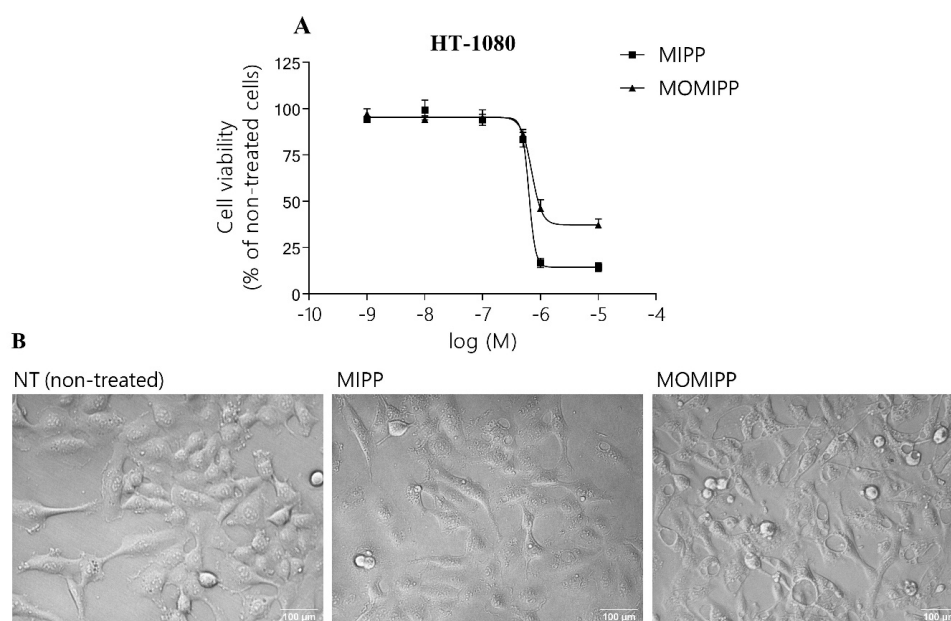 A
HT-1080
MIPP
MOMIPP
125
100
75
50
25
0
Cell viability
(% of non-treated cells)
-10 -9 -8 -7 -6 -5 -4
log (M)
B
NT (non-treated) MIPP MOMIPP
100 µm 100 µm 100 µm